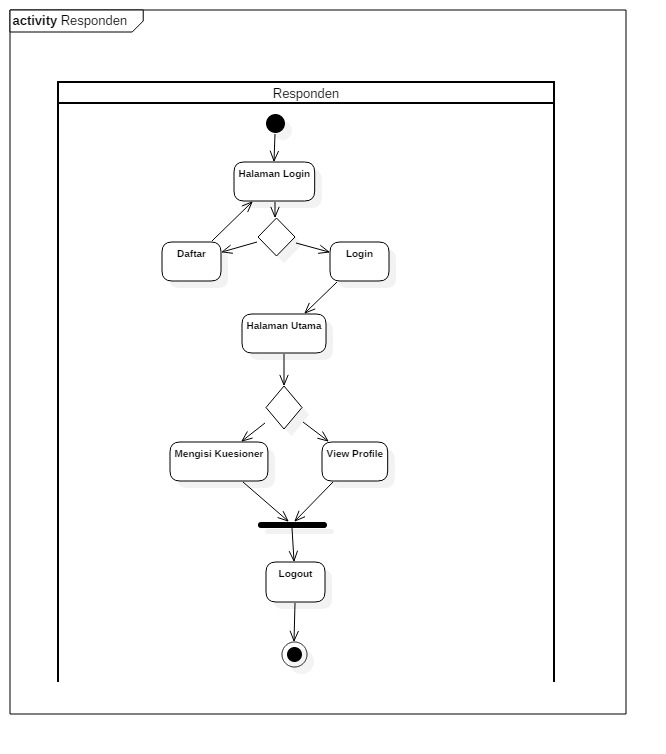 activity Responden
Responden
Halaman Login
Daftar
Login
Halaman Utama
Mengisi Kuesioner
View Profile
Logout